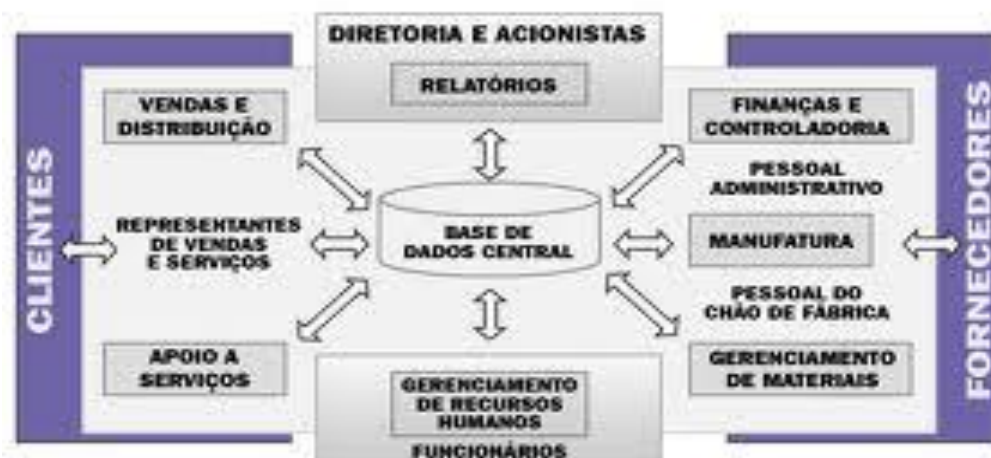 DIRETORIA E ACIONISTAS
RELATÓRIOS
CLIENTES
VENDAS E
DISTRIBUIÇÃO
REPRESENTANTES
DE VENDAS
E SERVIÇOS
APOIO A
SERVIÇOS
BASE DE
DADOS CENTRAL
GERENCIAMENTO
DE RECURSOS
HUMANOS
FUNCIONÁRIOS
FINANÇAS E
CONTROLADORIA
PESSOAL
ADMINISTRATIVO
MANUFATURA
PESSOAL DO
CHÃO DE FÁBRICA
GERENCIAMENTO
DE MATERIAIS
FORNECEDORES